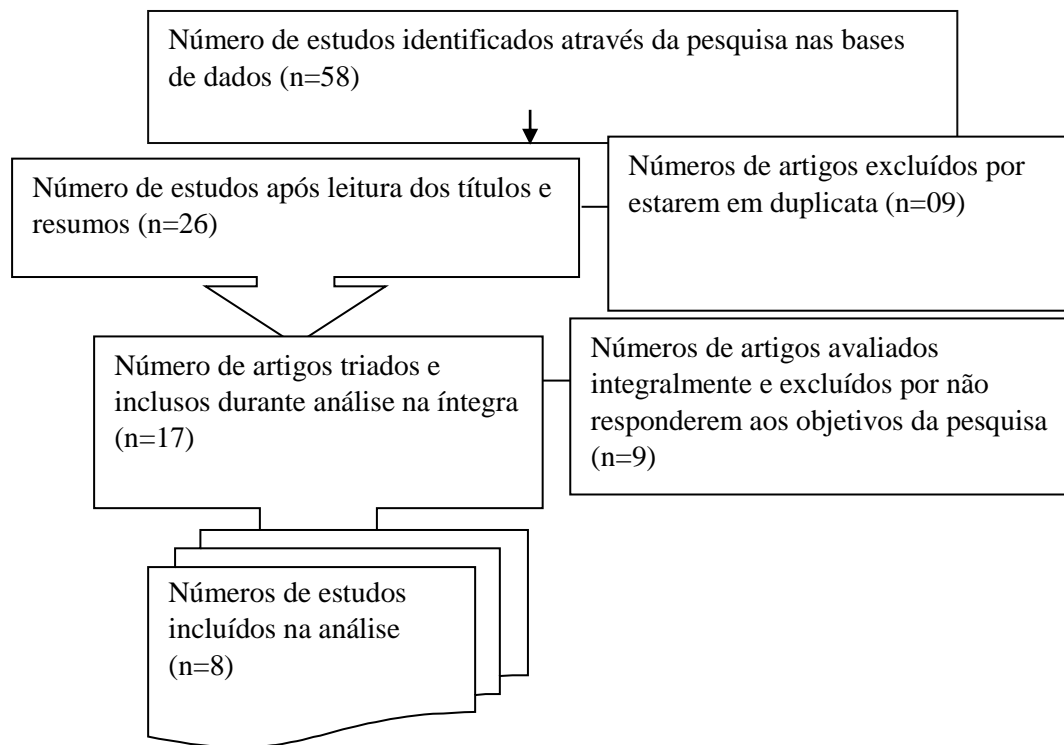 Número de estudos identificados através da pesquisa nas bases
de dados (n=58)
Número de estudos após leitura dos títulos e
resumos (n=26)
Números de artigos excluídos por
estarem em duplicata (n=09)
Número de artigos triados e
inclusos durante análise na íntegra
(n=17)
Números de artigos avaliados
integralmente e excluídos por não
responderem aos objetivos da pesquisa
(n=9)
Números de estudos
incluídos na análise
(n=8)